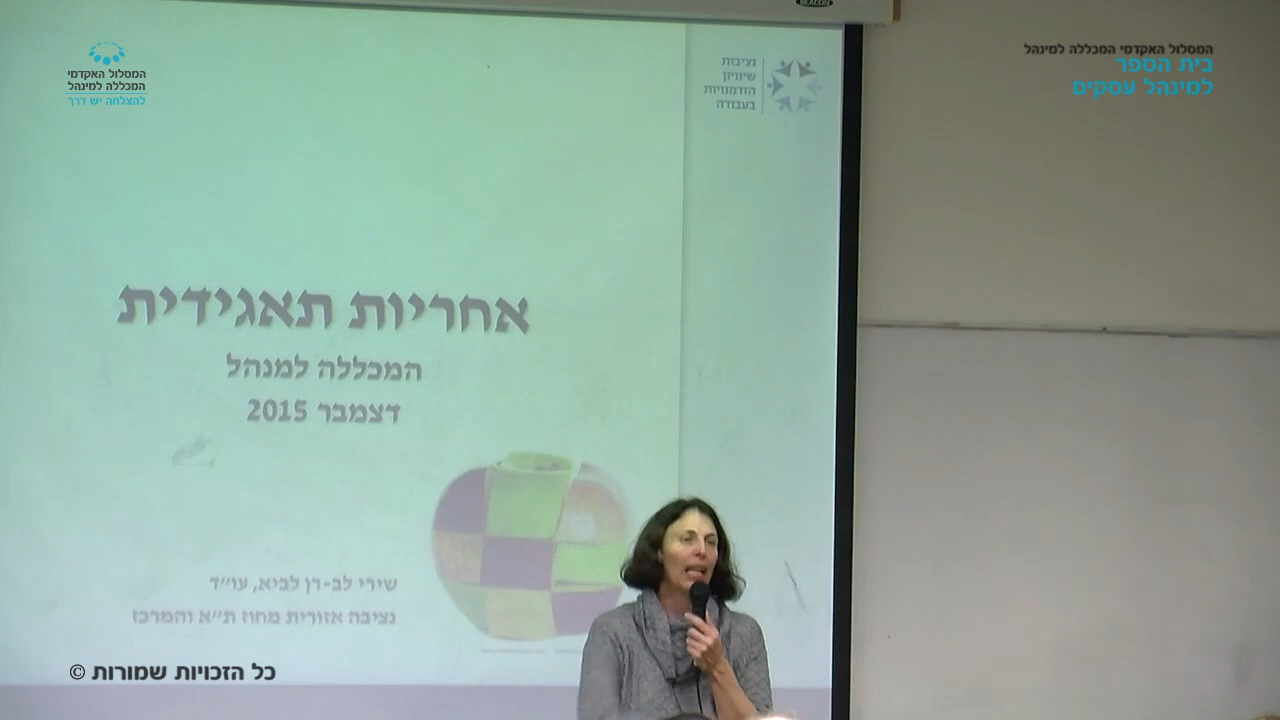 BEACON
המסלול האקדמי המכללה למינהל
בית הספר
למינהל עסקים
המסלול האקדמי
המכללה למינהל
להצלחה יש דרך
נציבות
שיוויון
הזדמנויות
בעבודה
אחריות תאגידית
המכללה למנהל
דצמבר 2015
שירי לב-רן לביא, עו״ד
נציבה אזורית מחוז ת״א והמרכז
כל הזכויות שמורות ©